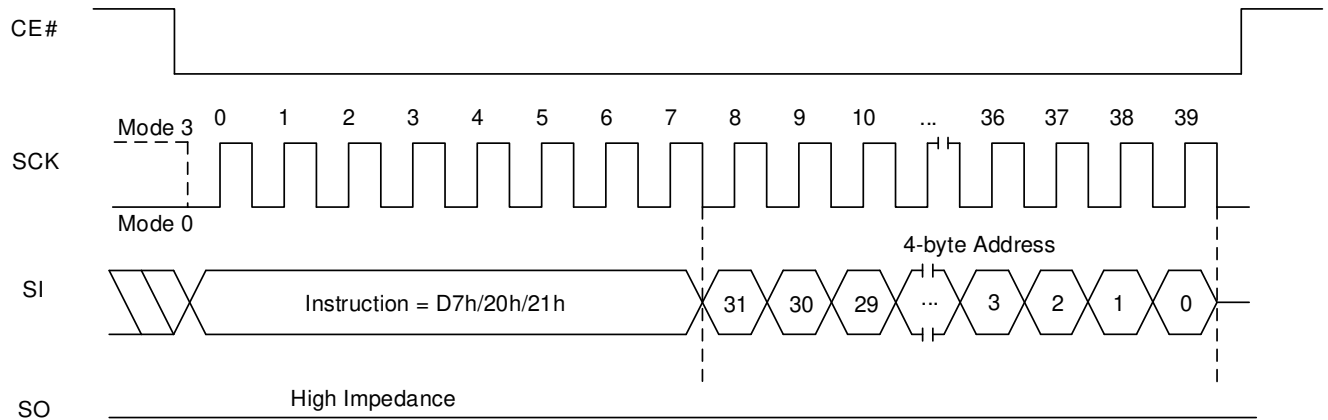 CE#
0 1 2 3 4 5 6 7 8 9 10 ... 36 37 38 39
Mode 3
SCK
Mode 0
4-byte Address
SI
Instruction = D7h/20h/21h
31 30 29 ... 3 2 1 0
High Impedance
SO